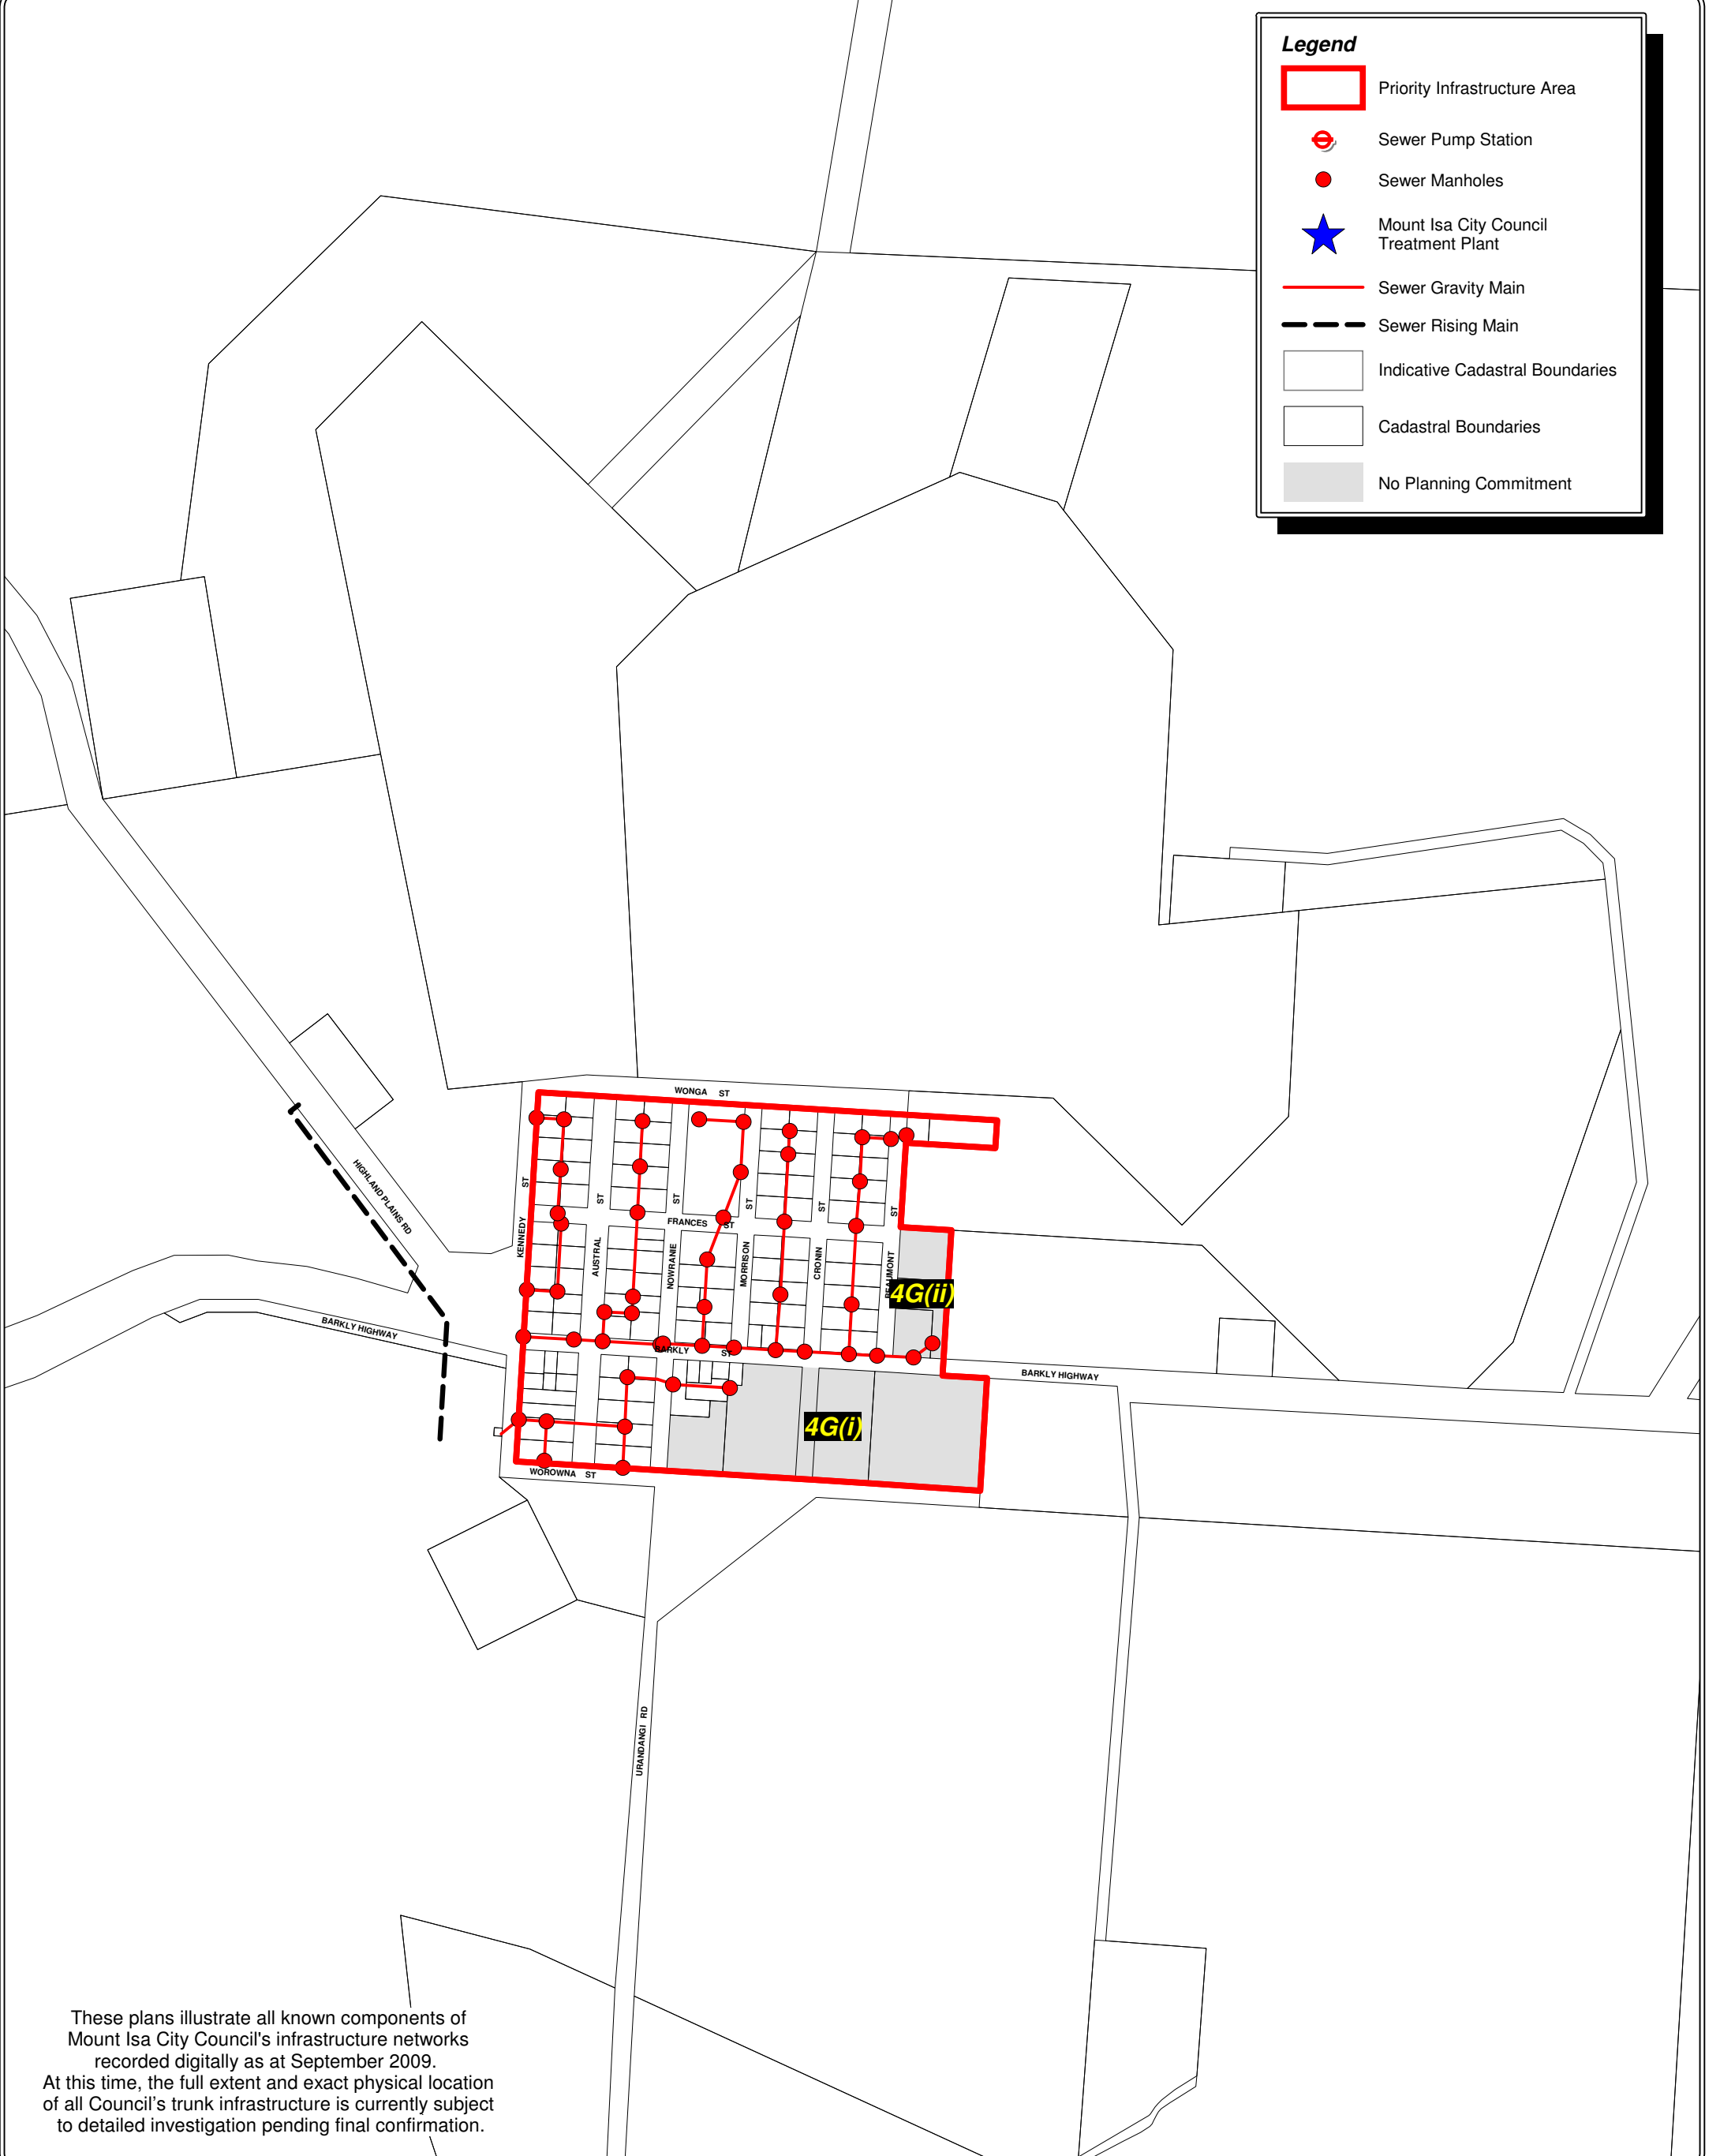 Legend
Priority Infrastructure Area
Sewer Pump Station
Sewer Manholes
Mount Isa City Council
Treatment Plant
Sewer Gravity Main
Sewer Rising Main
Indicative Cadastral Boundaries
Cadastral Boundaries
No Planning Commitment
WONGA ST
HIGHLAND PLAINS RD
KENNEDY ST
AUSTRAL ST
NOWRANIE ST
MORRISON ST
CRONIN ST
BEAUMONT ST
FRANCES ST
4G(ii)
BARKLY HIGHWAY
BARKLY ST
BARKLY HIGHWAY
4G(i)
WOROWNA ST
URANDANGI RD
These plans illustrate all known components of
Mount Isa City Council's infrastructure networks
recorded digitally as at September 2009.
At this time, the full extent and exact physical location
of all Council's trunk infrastructure is currently subject
to detailed investigation pending final confirmation.